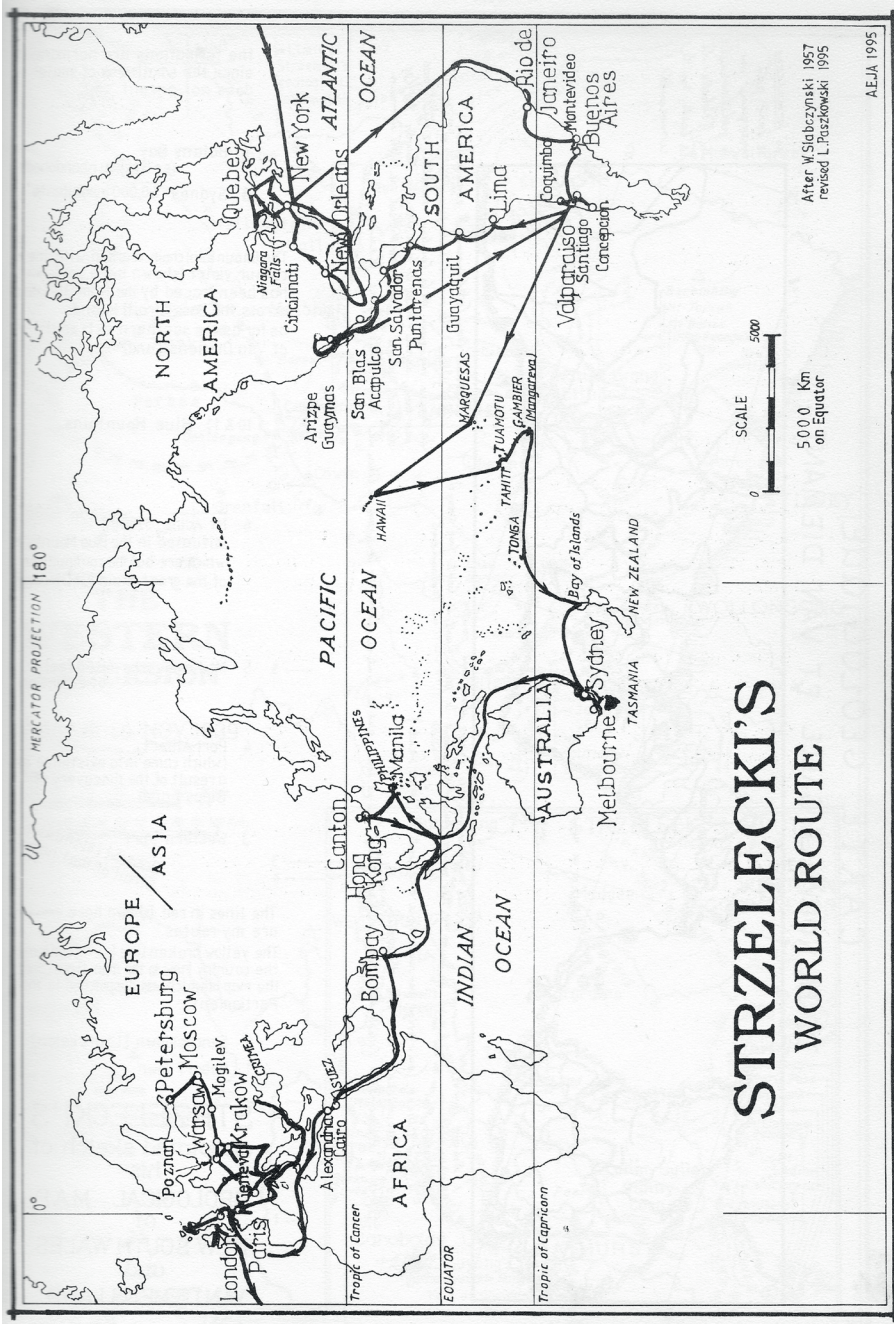 MERCATOR PROJECTION
0°
180°
EUROPE
ASIA
NORTH
AMERICA
ATLANTIC
OCEAN
PACIFIC
OCEAN
SOUTH
AMERICA
INDIAN
OCEAN
AFRICA
AUSTRALIA
London
Paris
Geneva
Poznan
Warsaw
Krakow
Petersburg
Moscow
Mogilev
CRIMEA
Alexandria
Cairo
SUEZ
Bombay
Canton
Hong
Kong
PHILIPPINES
Manila
Melbourne
Sydney
TASMANIA
NEW ZEALAND
Bay of Islands
TONGA
TAHITI
TUAMOTU
GAMBIER
(Mangareva)
MARQUESAS
HAWAII
Arizpe
Guaymas
San Blas
Acapulco
San Salvador
Puntarenas
Guayaquil
Lima
Quebec
Niagara
Falls
Cincinnati
New York
New Orleans
Rio de
Janeiro
Montevideo
Buenos
Aires
Coquimbo
Valparaiso
Santiago
Concepcion
Tropic of Cancer
EQUATOR
Tropic of Capricorn
SCALE
0
5000
5000 Km
on Equator
STRZELECKI'S
WORLD ROUTE
After W.Slabczynski 1957
revised L.Paszkowski 1995
A.E.J.A 1995